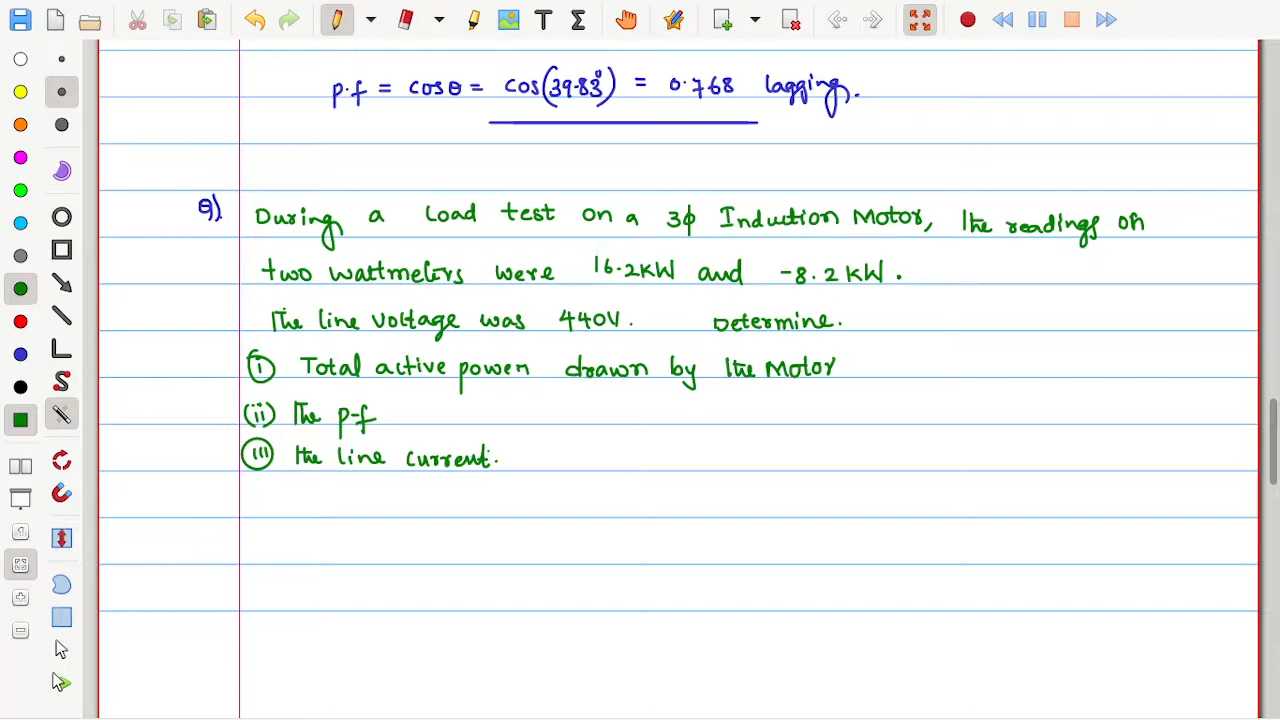 p.f = cosθ = cos(39.83°) = 0.768 lagging.
Q) During a load test on a 3ϕ Indution Motor, the readings on
two wattmeters were 16.2KW and -8.2KW.
The line voltage was 440V. Determine.
(i) Total active power drawn by the Motor
(ii) The p-f
(iii) the line current.